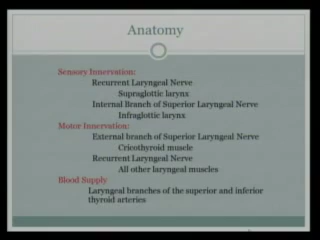 Anatomy
Sensory Innervation:
Recurrent Laryngeal Nerve
Supraglottic larynx
Internal Branch of Superior Laryngeal Nerve
Infraglottic larynx
Motor Innervation:
External branch of Superior Laryngeal Nerve
Cricothyroid muscle
Recurrent Laryngeal Nerve
All other laryngeal muscles
Blood Supply
Laryngeal branches of the superior and inferior
thyroid arteries